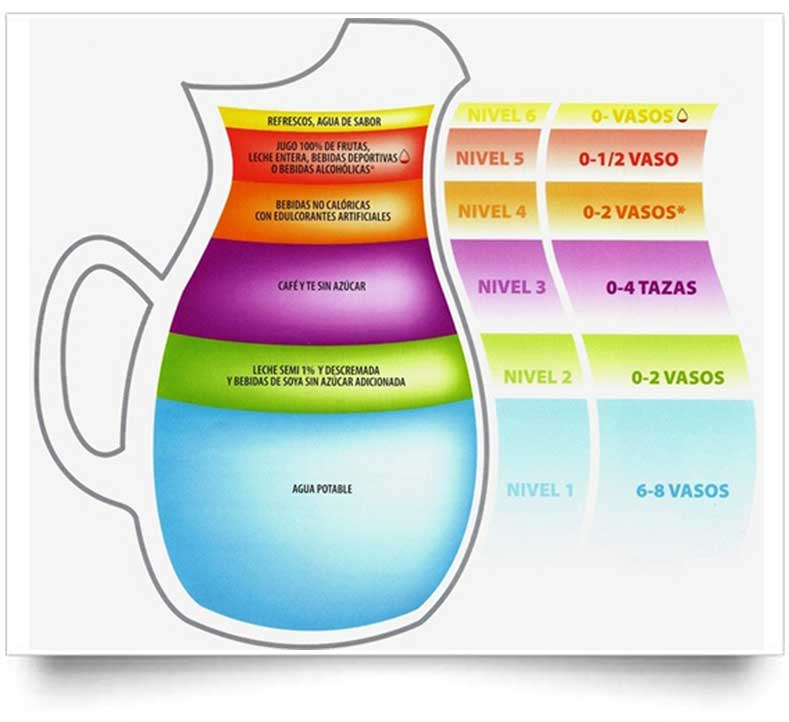 REFRESCOS, AGUA DE SABOR
NIVEL 6
0- VASOS
JUGO 100% DE FRUTAS,
LECHE ENTERA, BEBIDAS DEPORTIVAS
O BEBIDAS ALCOHÓLICAS*
NIVEL 5
0-1/2 VASO
BEBIDAS NO CALÓRICAS
CON EDULCORANTES ARTIFICIALES
NIVEL 4
0-2 VASOS*
CAFÉ Y TE SIN AZÚCAR
NIVEL 3
0-4 TAZAS
LECHE SEMI 1% Y DESCREMADA
Y BEBIDAS DE SOYA SIN AZÚCAR ADICIONADA
NIVEL 2
0-2 VASOS
AGUA POTABLE
NIVEL 1
6-8 VASOS